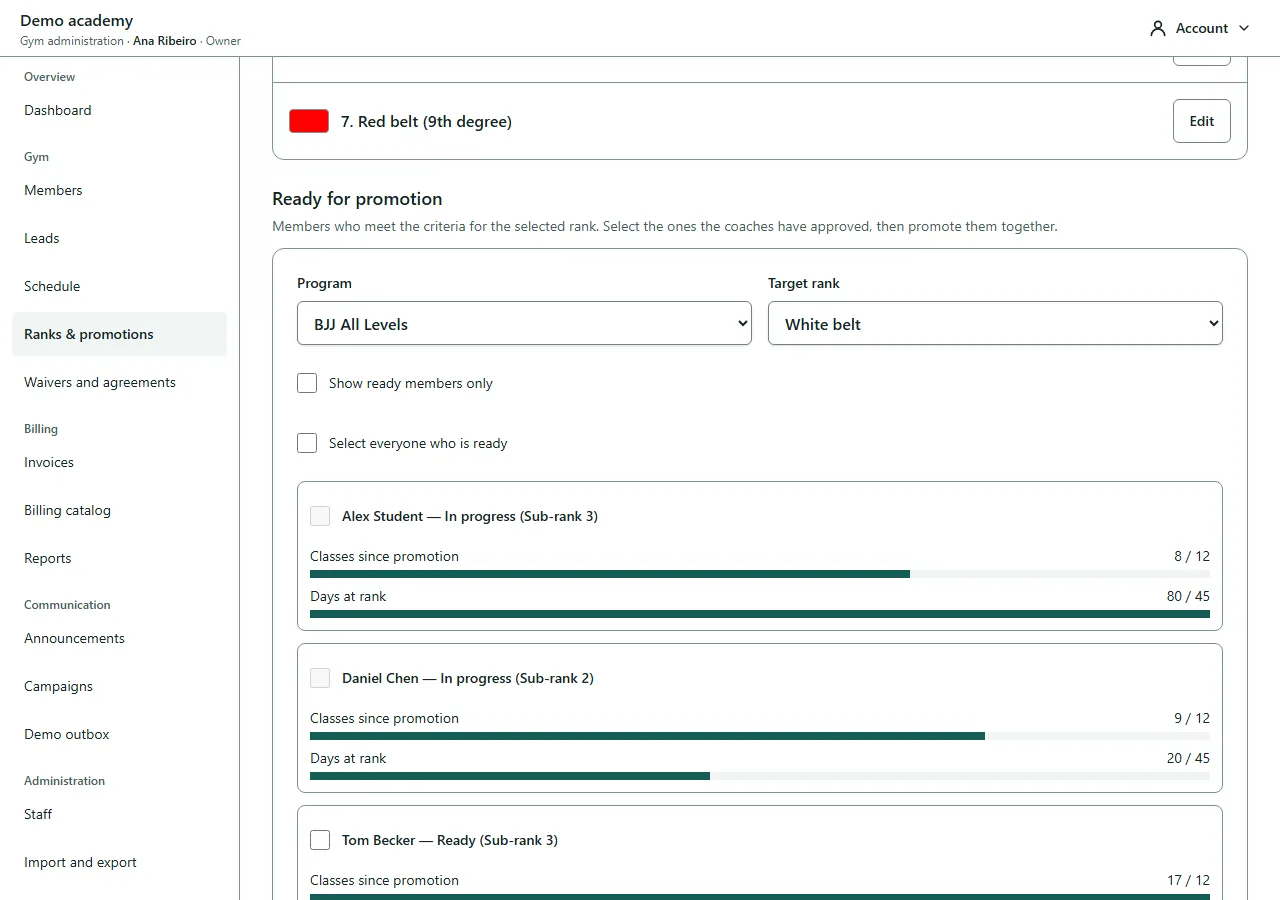 Demo academy
Gym administration · Ana Ribeiro · Owner
Account
Overview
Dashboard
Gym
Members
Leads
Schedule
Ranks & promotions
Waivers and agreements
Billing
Invoices
Billing catalog
Reports
Communication
Announcements
Campaigns
Demo outbox
Administration
Staff
Import and export
7. Red belt (9th degree)
Edit
Ready for promotion
Members who meet the criteria for the selected rank. Select the ones the coaches have approved, then promote them together.
Program
Target rank
BJJ All Levels
White belt
Show ready members only
Select everyone who is ready
Alex Student — In progress (Sub-rank 3)
Classes since promotion 8 / 12
Days at rank 80 / 45
Daniel Chen — In progress (Sub-rank 2)
Classes since promotion 9 / 12
Days at rank 20 / 45
Tom Becker — Ready (Sub-rank 3)
Classes since promotion 17 / 12